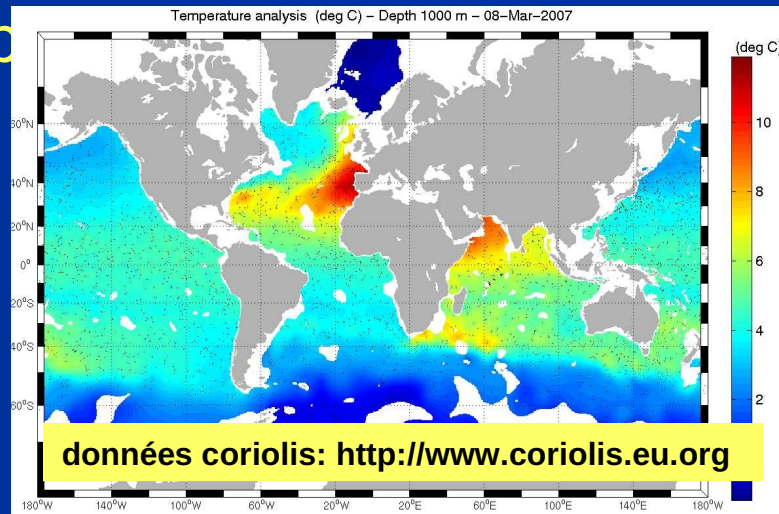 Temperature analysis (deg C) – Depth 1000 m – 08-Mar-2007
(deg C)
60°N
40°N
20°N
0°
20°S
40°S
60°S
10
8
6
4
2
données coriolis: http://www.coriolis.eu.org
180°W 140°W 100°W 60°W 20°W 20°E 60°E 100°E 140°E 180°W